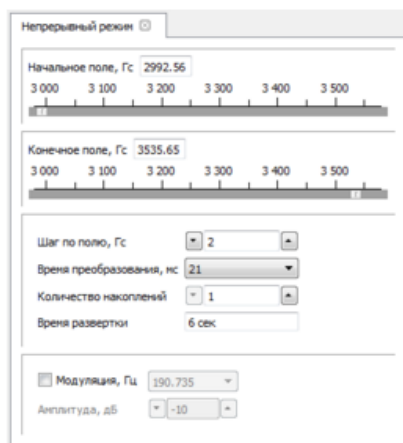 Непрерывный режим
Начальное поле, Гс 2992.56
3 000 3 100 3 200 3 300 3 400 3 500
Конечное поле, Гс 3535.65
3 000 3 100 3 200 3 300 3 400 3 500
Шаг по полю, Гс 2
Время преобразования, мс 21
Количество накоплений 1
Время развертки 6 сек
Модуляция, Гц 190.735
Амплитуда, дБ -10